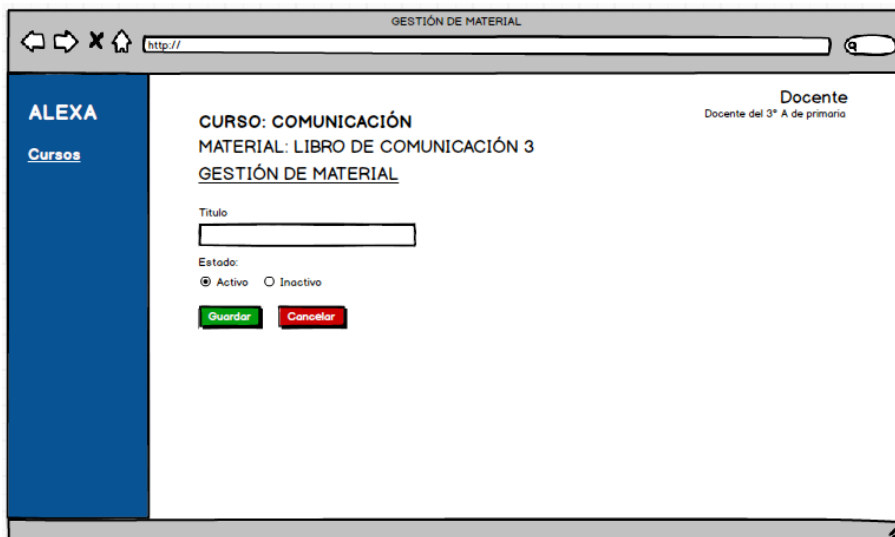 GESTIÓN DE MATERIAL
http://
ALEXA
Cursos
Docente
Docente del 3° A de primaria
CURSO: COMUNICACIÓN
MATERIAL: LIBRO DE COMUNICACIÓN 3
GESTIÓN DE MATERIAL
Titulo
Estado:
Activo Inactivo
Guardar Cancelar